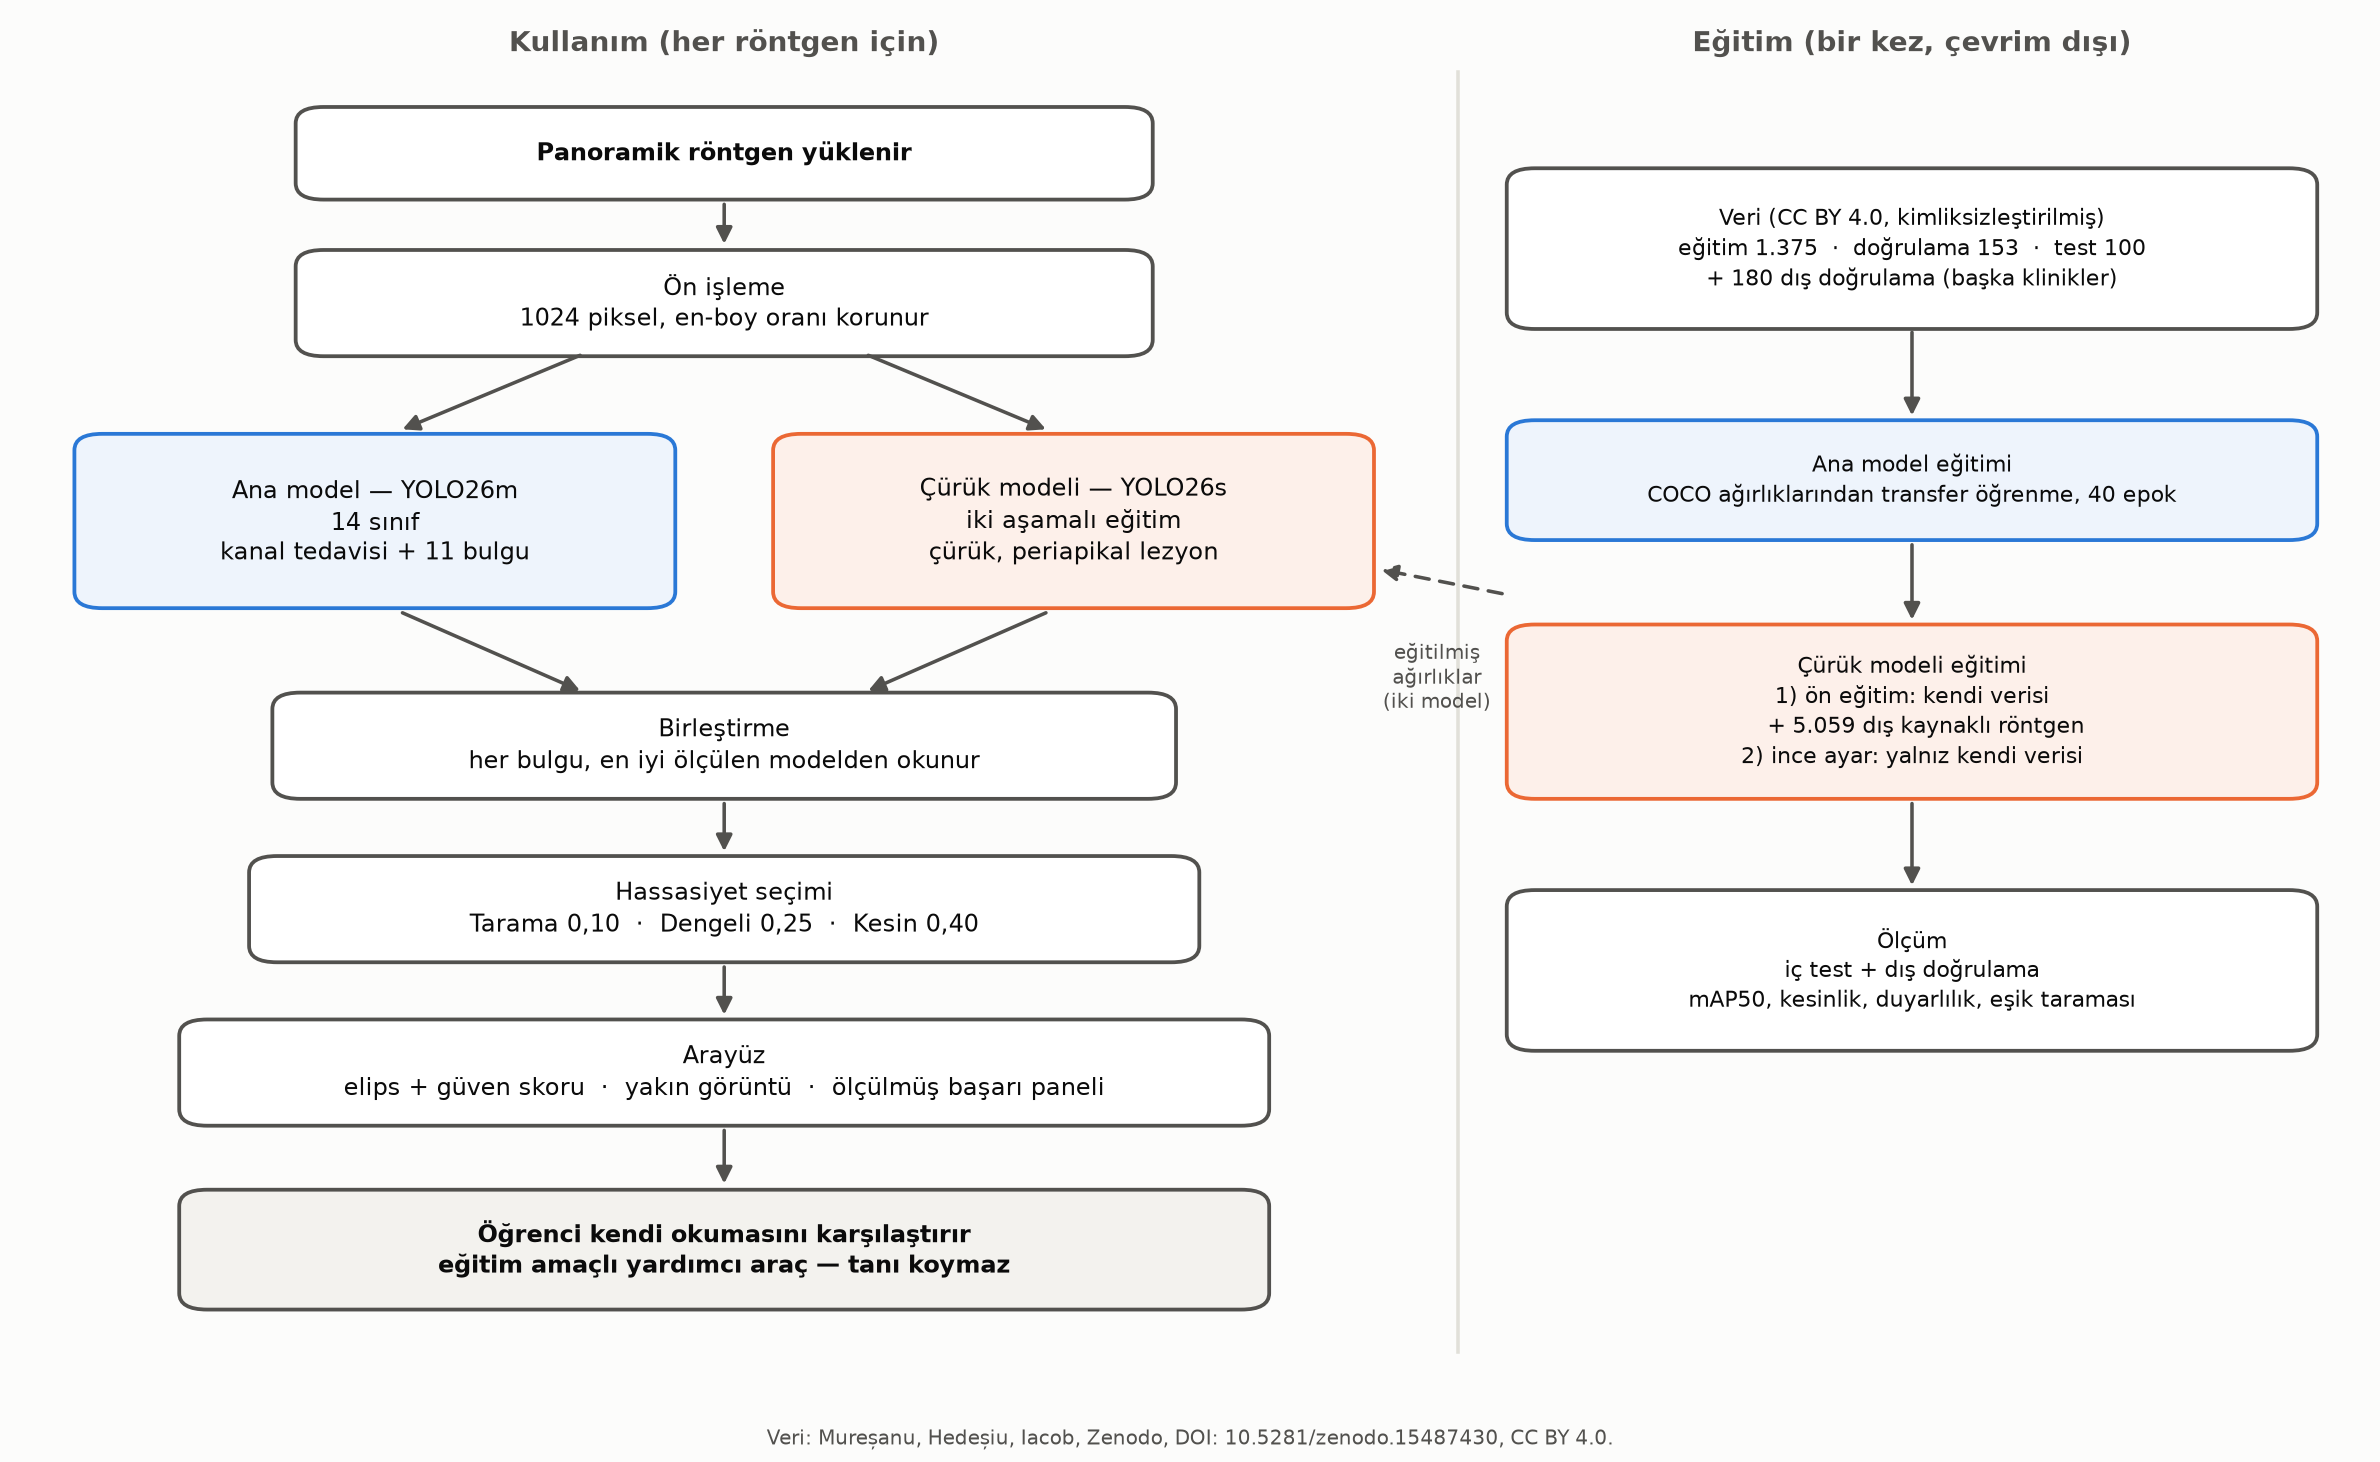 Kullanım (her röntgen için)
Panoramik röntgen yüklenir
Ön işleme
1024 piksel, en-boy oranı korunur
Ana model — YOLO26m
14 sınıf
kanal tedavisi + 11 bulgu
Çürük modeli — YOLO26s
iki aşamalı eğitim
çürük, periapikal lezyon
Birleştirme
her bulgu, en iyi ölçülen modelden okunur
Hassasiyet seçimi
Tarama 0,10 · Dengeli 0,25 · Kesin 0,40
Arayüz
elips + güven skoru · yakın görüntü · ölçülmüş başarı paneli
Öğrenci kendi okumasını karşılaştırır
eğitim amaçlı yardımcı araç — tanı koymaz
eğitilmiş
ağırlıklar
(iki model)
Eğitim (bir kez, çevrim dışı)
Veri (CC BY 4.0, kimliksizleştirilmiş)
eğitim 1.375 · doğrulama 153 · test 100
+ 180 dış doğrulama (başka klinikler)
Ana model eğitimi
COCO ağırlıklarından transfer öğrenme, 40 epok
Çürük modeli eğitimi
1) ön eğitim: kendi verisi
+ 5.059 dış kaynaklı röntgen
2) ince ayar: yalnız kendi verisi
Ölçüm
iç test + dış doğrulama
mAP50, kesinlik, duyarlılık, eşik taraması
Veri: Mureșanu, Hedeșiu, Iacob, Zenodo, DOI: 10.5281/zenodo.15487430, CC BY 4.0.